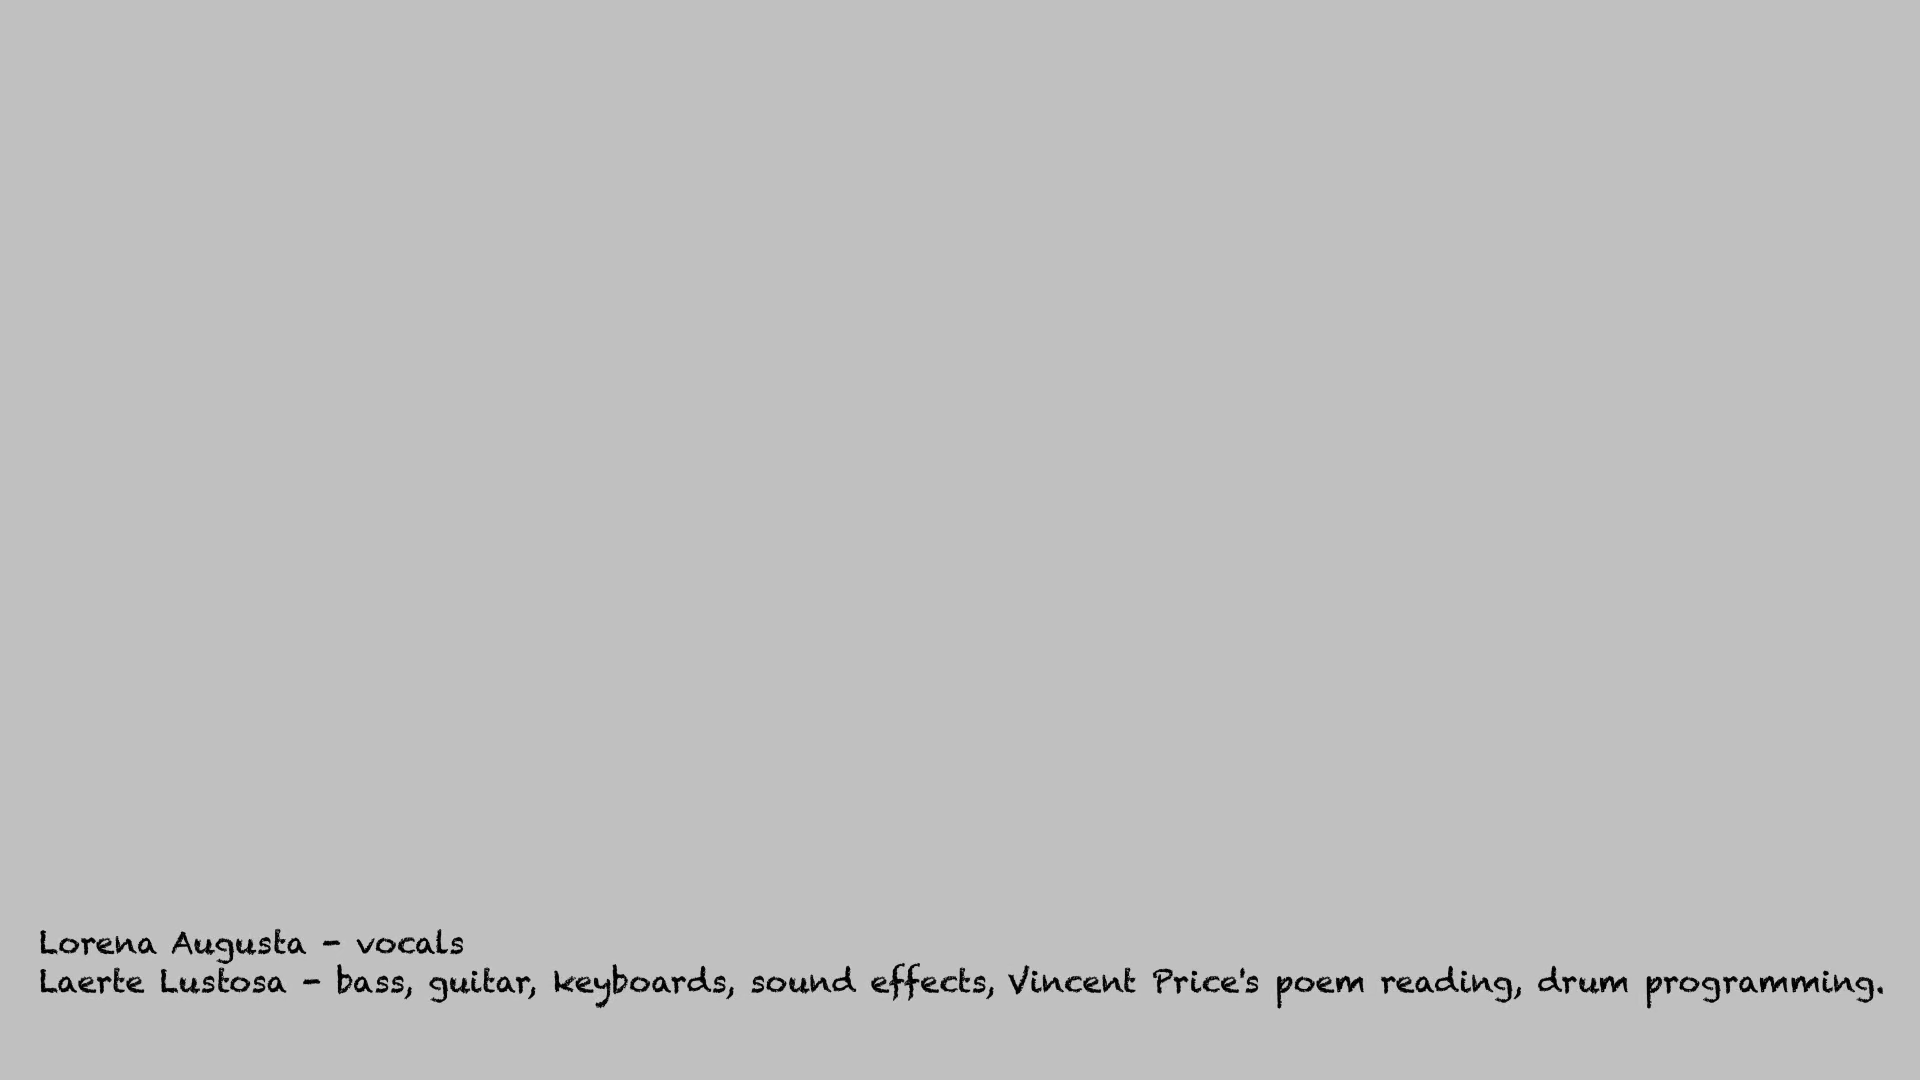 Lorena Augusta - vocals
Laerte Lustosa - bass, guitar, keyboards, sound effects, Vincent Price's poem reading, drum programming.